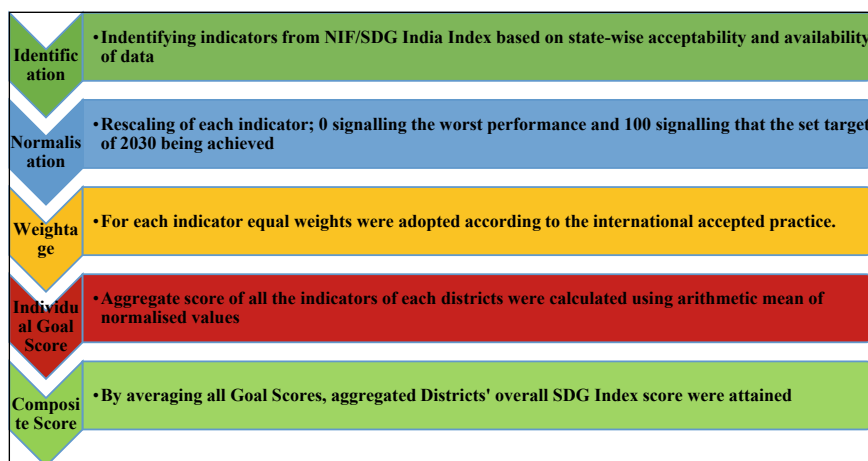 Identific
ation
•Indentifying indicators from NIF/SDG India Index based on state-wise acceptability and availability
of data
Normalis
ation
•Rescaling of each indicator; 0 signalling the worst performance and 100 signalling that the set target
of 2030 being achieved
Weighta
ge
•For each indicator equal weights were adopted according to the international accepted practice.
Individu
al Goal
Score
•Aggregate score of all the indicators of each districts were calculated using arithmetic mean of
normalised values
Composi
te Score
•By averaging all Goal Scores, aggregated Districts' overall SDG Index score were attained